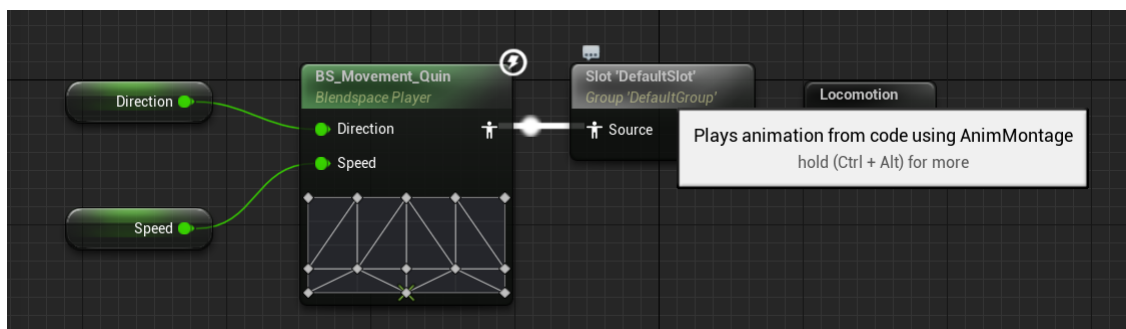 BS_Movement_Quin
Blendspace Player
Direction
Direction
Speed
Speed
Slot 'DefaultSlot'
Group 'DefaultGroup'
Source
Locomotion
Plays animation from code using AnimMontage
hold (Ctrl + Alt) for more